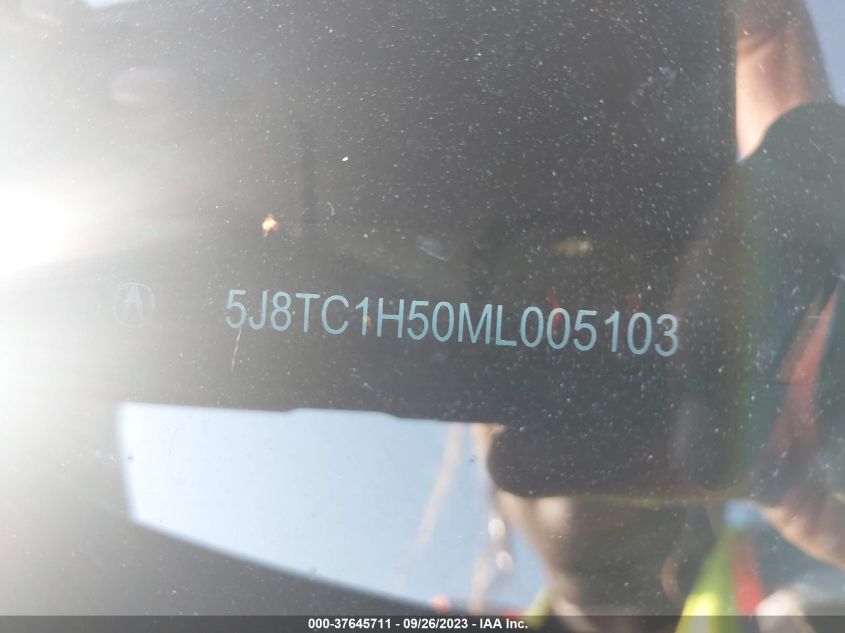 5J8TC1H50ML005103
000-37645711 - 09/26/2023 - IAA Inc.